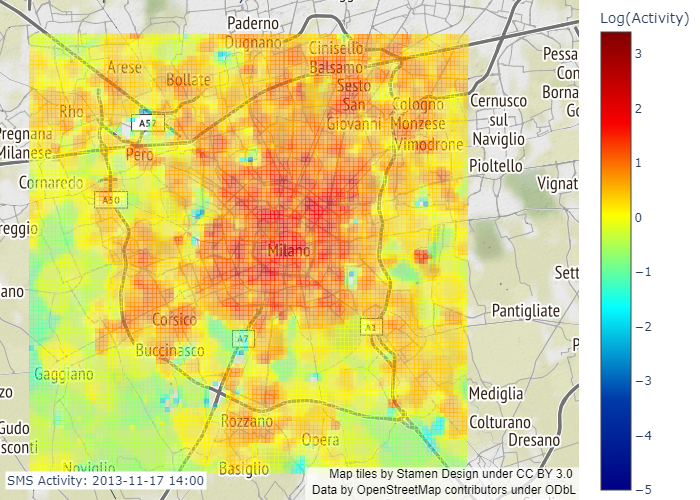 Paderno
Dugnano
Cinisello
Balsamo
Log(Activity)
Arese
Bollate
Sesto
San
Giovanni
Pessa
Con
Borna
Go
Rho
A52
Cologno
Monzese
Cernusco
sul
Naviglio
Pregnana
Milanese
Pero
Vimodrone
Pioltello
Cornaredo
A50
Vignat
reggio
Milano
Sett
ano
Corsico
A7
Pantigliate
Buccinasco
P
Gaggiano
zo
Mediglia
Rozzano
Colturano
Gudo
sconti
Opera
Dresano
Noviglio
Basiglio
3
2
1
0
−1
−2
−3
−4
−5
SMS Activity: 2013-11-17 14:00
Map tiles by Stamen Design under CC BY 3.0
Data by OpenStreetMap contributors under ODbL